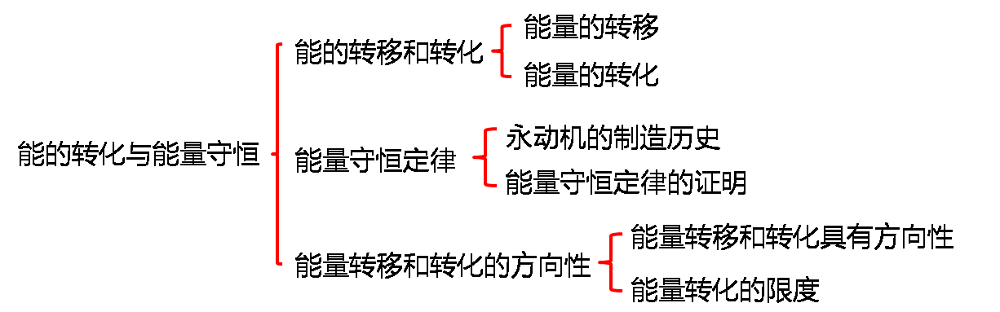 能的转化与能量守恒
能的转移和转化
能量的转移
能量的转化
能量守恒定律
永动机的制造历史
能量守恒定律的证明
能量转移和转化的方向性
能量转移和转化具有方向性
能量转化的限度